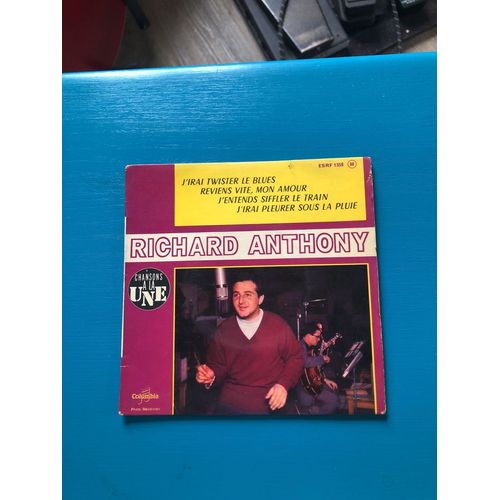 ESRF 1358 M
J'IRAI TWISTER LE BLUES
REVIENS VITE, MON AMOUR
J'ENTENDS SIFFLER LE TRAIN
J'IRAI PLEURER SOUS LA PLUIE
RICHARD ANTHONY
CHANSONS
A LA
UNE
Columbia